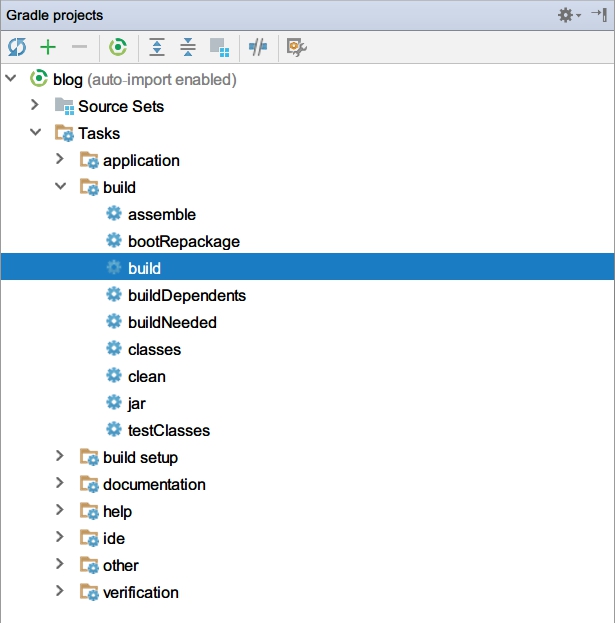 Gradle projects
blog (auto-import enabled)
Source Sets
Tasks
application
build
assemble
bootRepackage
build
buildDependents
buildNeeded
classes
clean
jar
testClasses
build setup
documentation
help
ide
other
verification